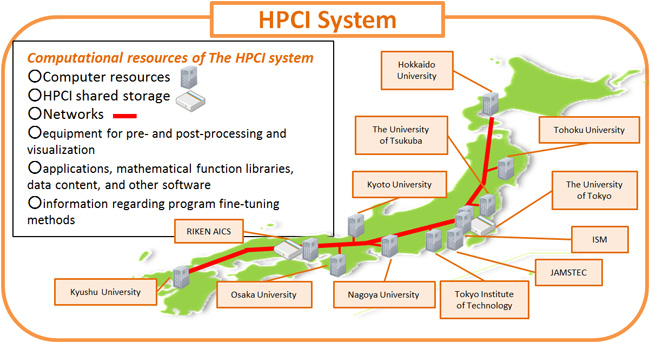 HPCI System
Computational resources of The HPCI system
○Computer resources
○HPCI shared storage
○Networks
○equipment for pre- and post-processing and
visualization
○applications, mathematical function libraries,
data content, and other software
○information regarding program fine-tuning
methods
Hokkaido
University
The University
of Tsukuba
Tohoku University
Kyoto University
The University
of Tokyo
RIKEN AICS
ISM
JAMSTEC
Kyushu University
Osaka University
Nagoya University
Tokyo Institute
of Technology